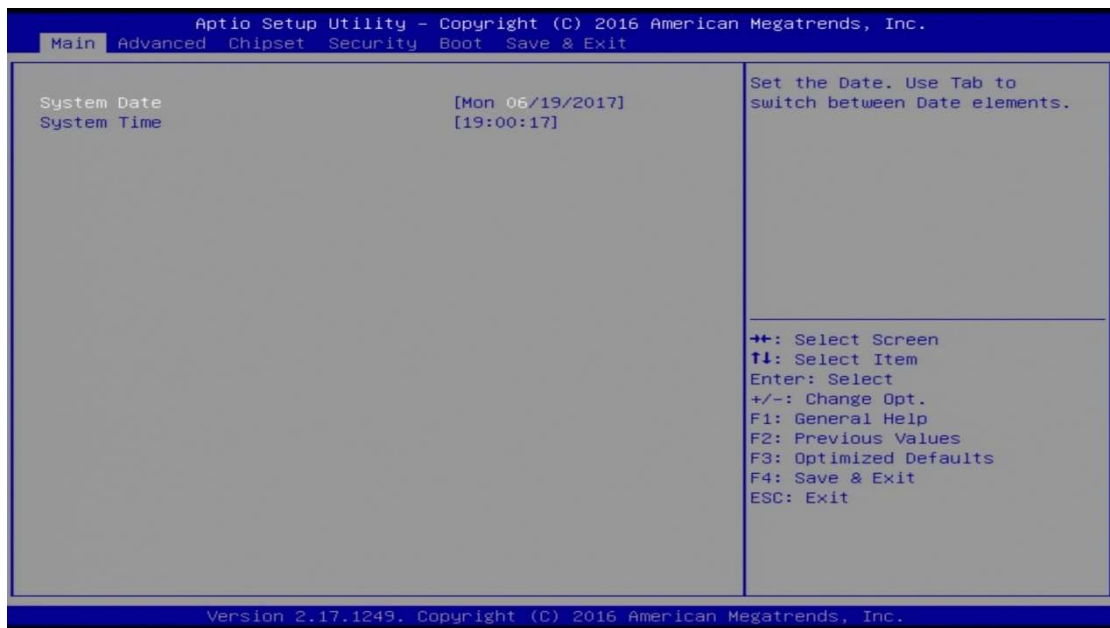 Aptio Setup Utility – Copyright (C) 2016 American Megatrends, Inc.
Main Advanced Chipset Security Boot Save & Exit
System Date [Mon 06/19/2017]
System Time [19:00:17]
Set the Date. Use Tab to
switch between Date elements.
→←: Select Screen
↑↓: Select Item
Enter: Select
+/-: Change Opt.
F1: General Help
F2: Previous Values
F3: Optimized Defaults
F4: Save & Exit
ESC: Exit
Version 2.17.1249. Copyright (C) 2016 American Megatrends, Inc.